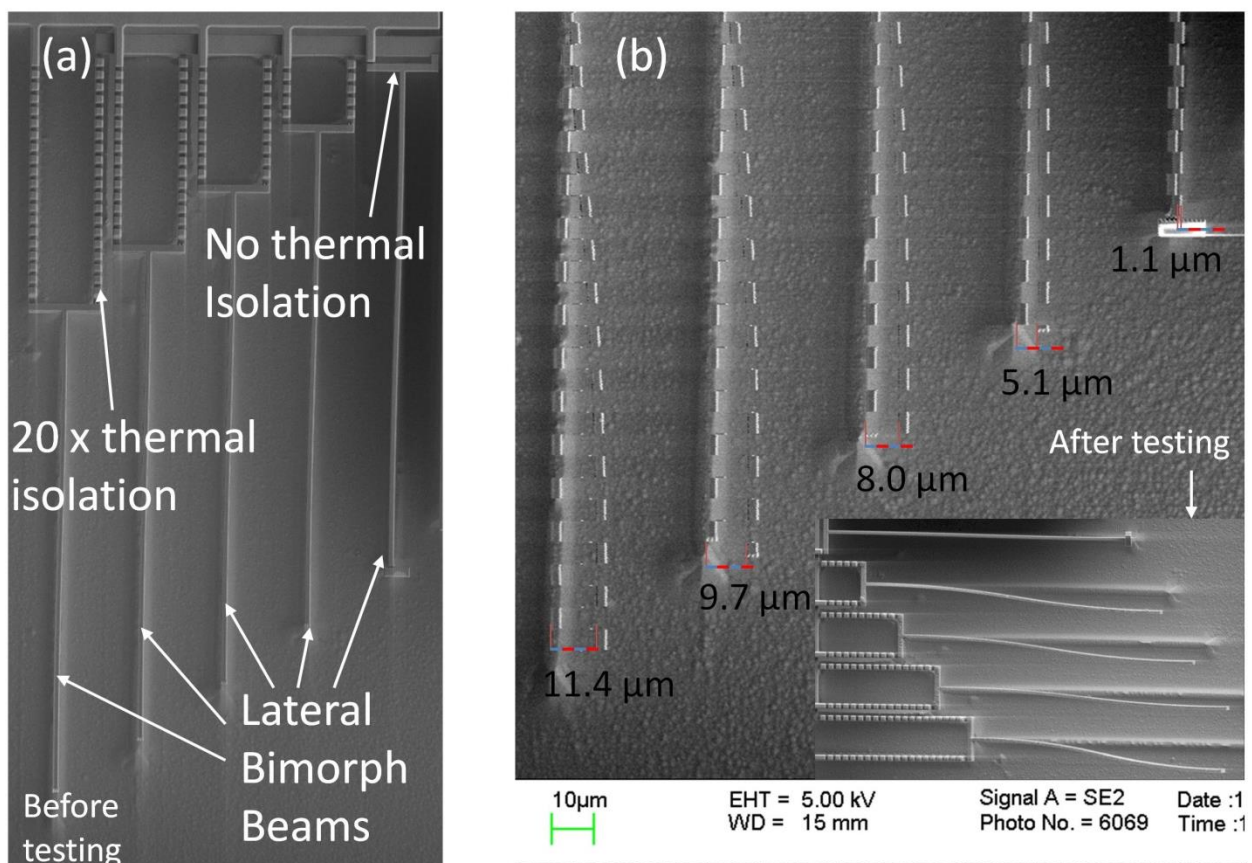 (a)
No thermal
Isolation
20 x thermal
isolation
Lateral
Bimorph
Beams
Before
testing
(b)
1.1 µm
5.1 µm
8.0 µm
9.7 µm
11.4 µm
After testing
10µm
EHT = 5.00 kV
WD = 15 mm
Signal A = SE2
Photo No. = 6069
Date :1
Time :1